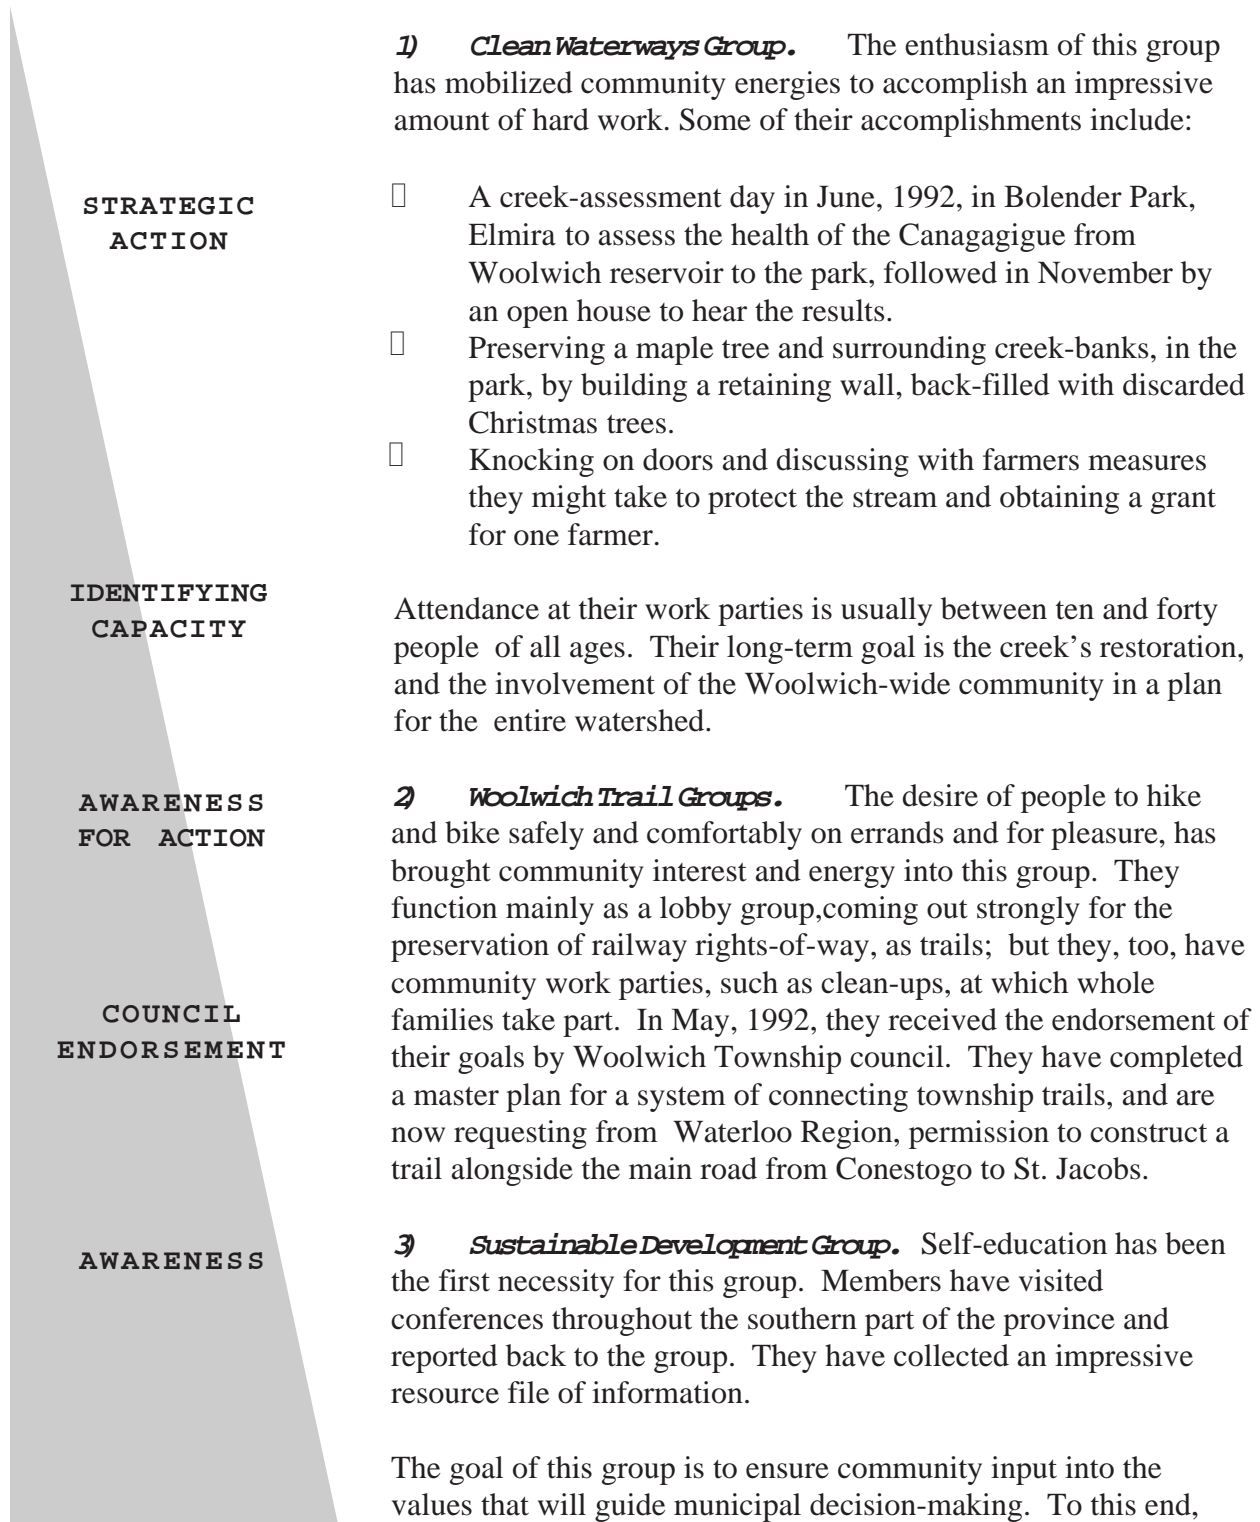 1) Clean Waterways Group. The enthusiasm of this group
has mobilized community energies to accomplish an impressive
amount of hard work. Some of their accomplishments include:
STRATEGIC
ACTION
A creek-assessment day in June, 1992, in Bolender Park,
Elmira to assess the health of the Canagagigue from
Woolwich reservoir to the park, followed in November by
an open house to hear the results.
Preserving a maple tree and surrounding creek-banks, in the
park, by building a retaining wall, back-filled with discarded
Christmas trees.
Knocking on doors and discussing with farmers measures
they might take to protect the stream and obtaining a grant
for one farmer.
IDENTIFYING
CAPACITY
Attendance at their work parties is usually between ten and forty
people of all ages. Their long-term goal is the creek's restoration,
and the involvement of the Woolwich-wide community in a plan
for the entire watershed.
AWARENESS
FOR ACTION
2) Woolwich Trail Groups. The desire of people to hike
and bike safely and comfortably on errands and for pleasure, has
brought community interest and energy into this group. They
function mainly as a lobby group,coming out strongly for the
preservation of railway rights-of-way, as trails; but they, too, have
community work parties, such as clean-ups, at which whole
families take part. In May, 1992, they received the endorsement of
their goals by Woolwich Township council. They have completed
a master plan for a system of connecting township trails, and are
now requesting from Waterloo Region, permission to construct a
trail alongside the main road from Conestogo to St. Jacobs.
COUNCIL
ENDORSEMENT
AWARENESS
3) Sustainable Development Group. Self-education has been
the first necessity for this group. Members have visited
conferences throughout the southern part of the province and
reported back to the group. They have collected an impressive
resource file of information.
The goal of this group is to ensure community input into the
values that will guide municipal decision-making. To this end,